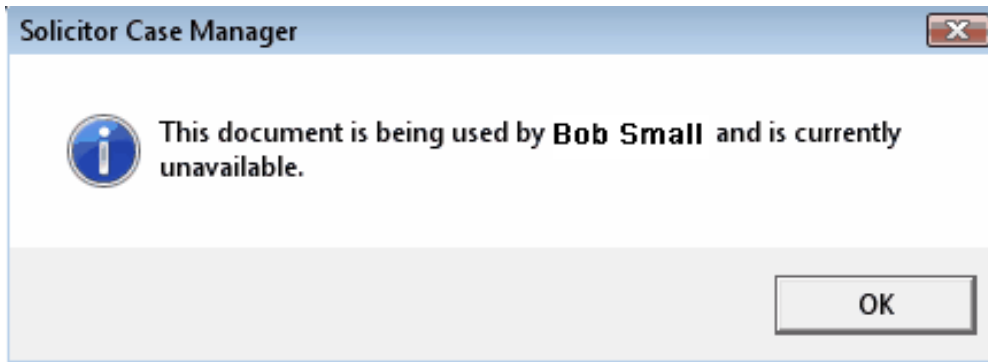 Solicitor Case Manager
This document is being used by Bob Small and is currently
unavailable.
OK